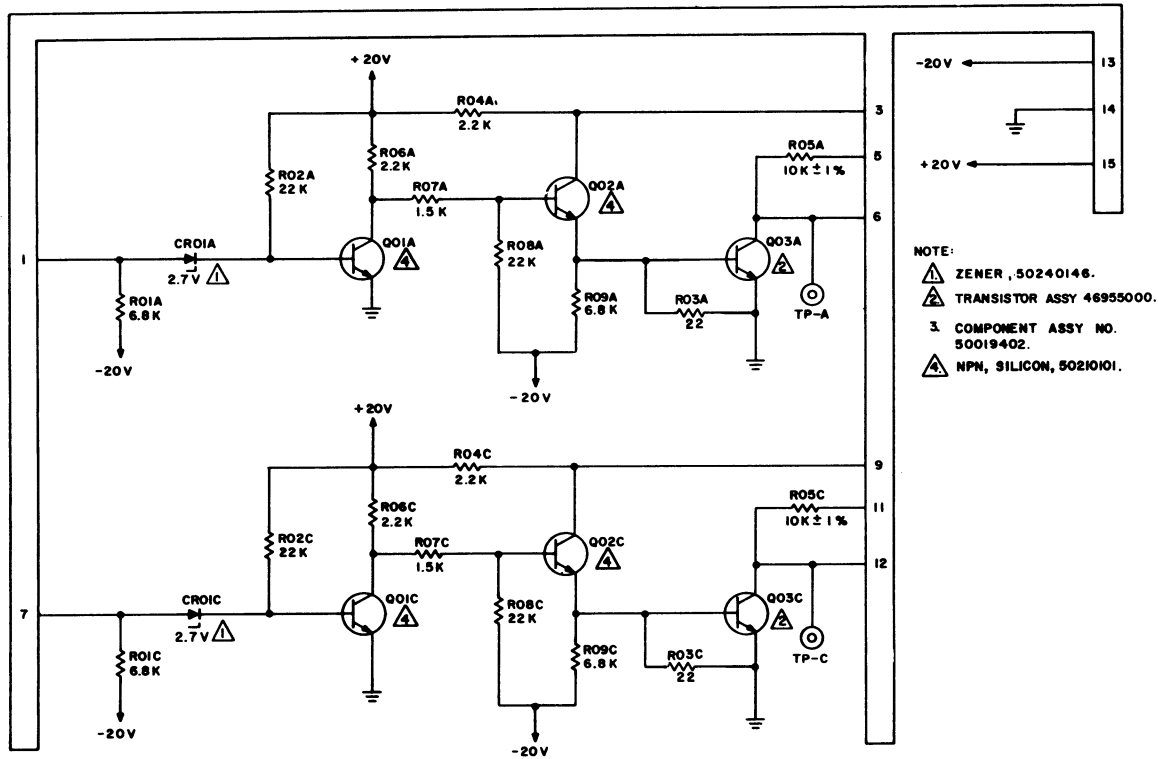 +20V
R04A
2.2K
3
-20V
13
14
+20V
15
R02A
22K
R06A
2.2K
R07A
1.5K
Q02A
4
R05A
10K ± 1%
5
6
1
CR01A
2.7V
1
R01A
6.8K
-20V
Q01A
4
R08A
22K
R09A
6.8K
R03A
22
Q03A
2
TP-A
-20V
NOTE:
1. ZENER, 50240146.
2. TRANSISTOR ASSY 46955000.
3. COMPONENT ASSY NO.
50019402.
4. NPN, SILICON, 50210101.
+20V
R04C
2.2K
9
R02C
22K
R06C
2.2K
R07C
1.5K
Q02C
4
R05C
10K ± 1%
11
12
7
CR01C
2.7V
1
R01C
6.8K
-20V
Q01C
4
R08C
22K
R09C
6.8K
R03C
22
Q03C
2
TP-C
-20V